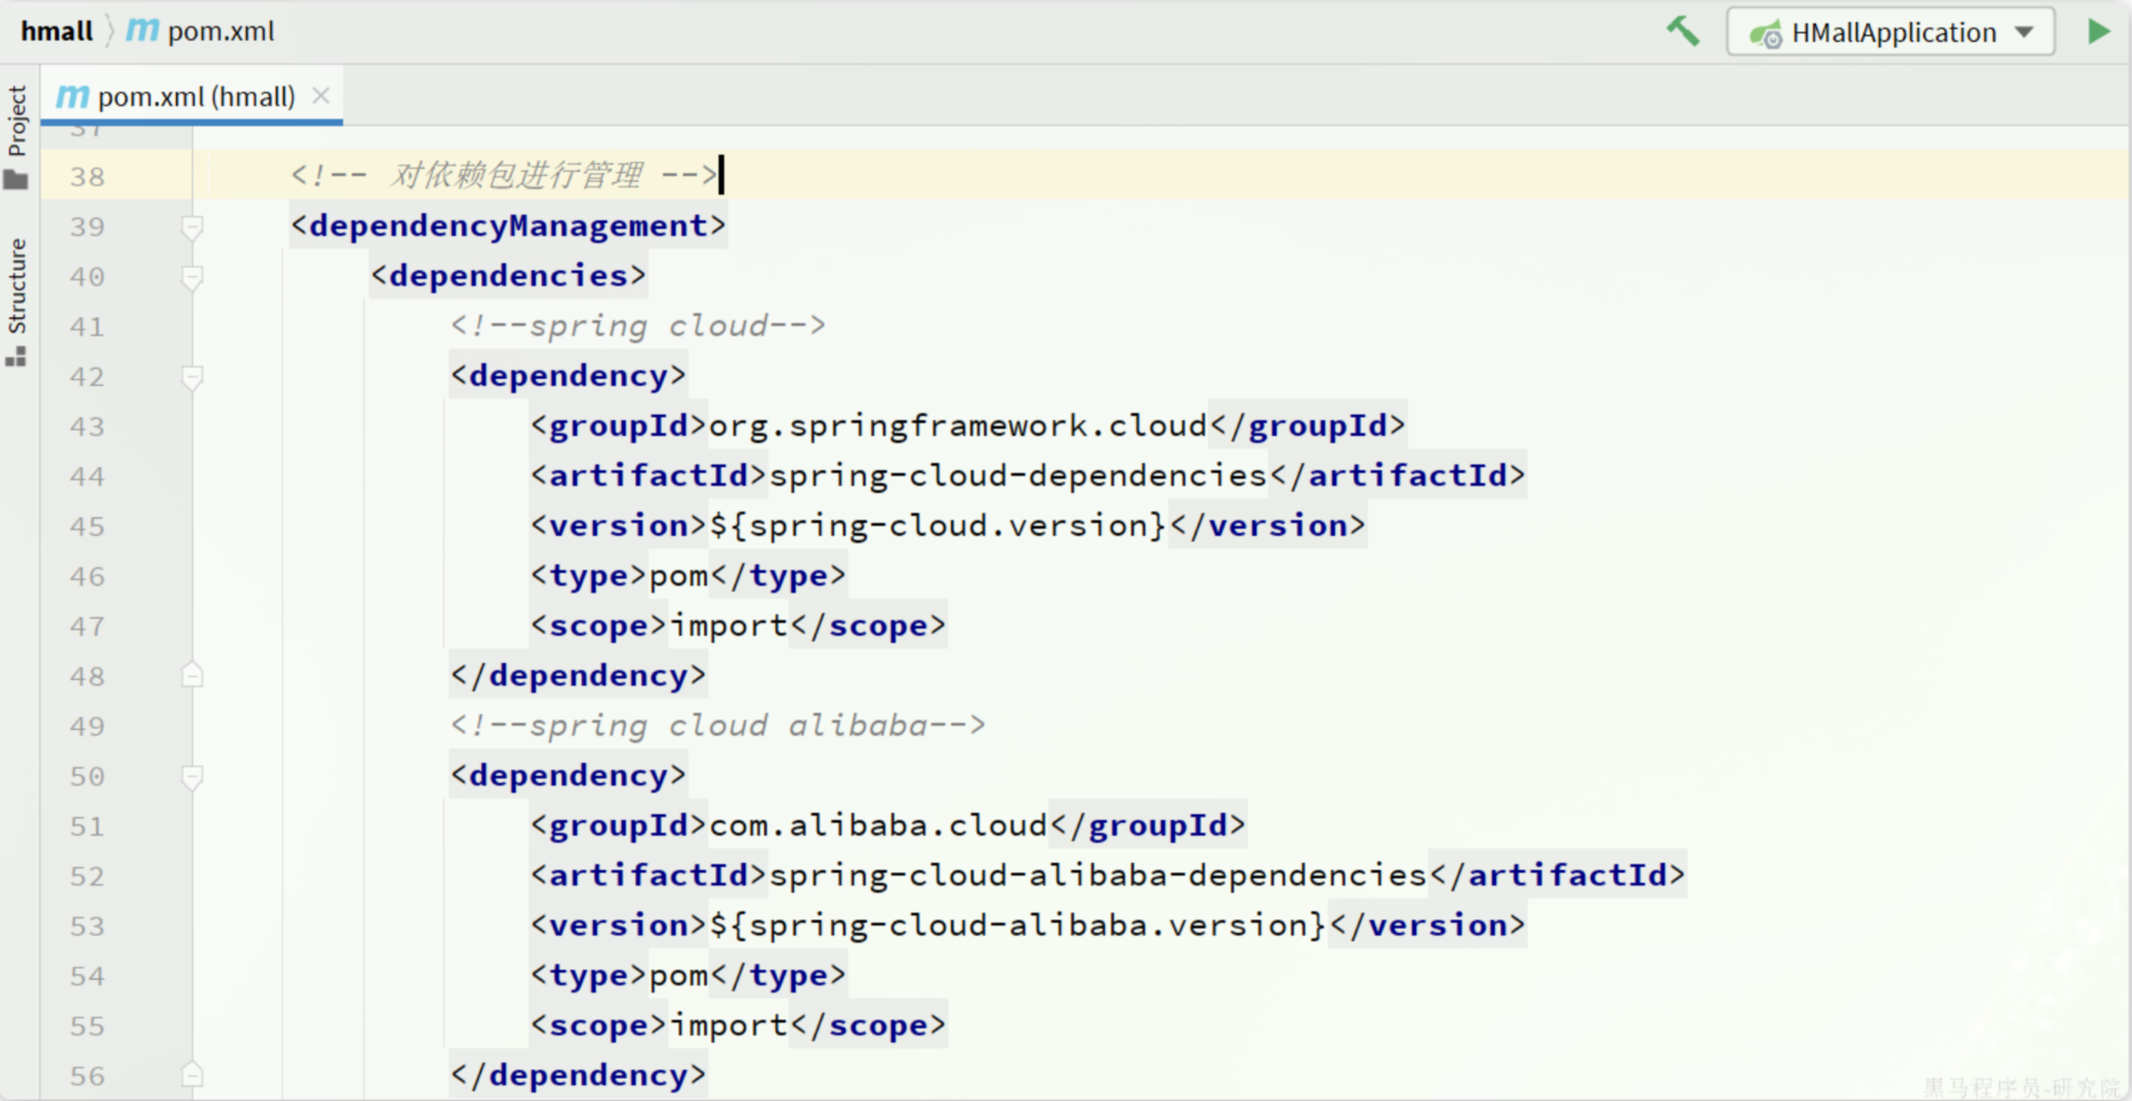 hmall
pom.xml
HMallApplication
pom.xml (hmall)
Project
Structure
37
38 <!-- 对依赖包进行管理 -->
39 <dependencyManagement>
40 <dependencies>
41 <!--spring cloud-->
42 <dependency>
43 <groupId>org.springframework.cloud</groupId>
44 <artifactId>spring-cloud-dependencies</artifactId>
45 <version>${spring-cloud.version}</version>
46 <type>pom</type>
47 <scope>import</scope>
48 </dependency>
49 <!--spring cloud alibaba-->
50 <dependency>
51 <groupId>com.alibaba.cloud</groupId>
52 <artifactId>spring-cloud-alibaba-dependencies</artifactId>
53 <version>${spring-cloud-alibaba.version}</version>
54 <type>pom</type>
55 <scope>import</scope>
56 </dependency>
黑马程序员-研究院